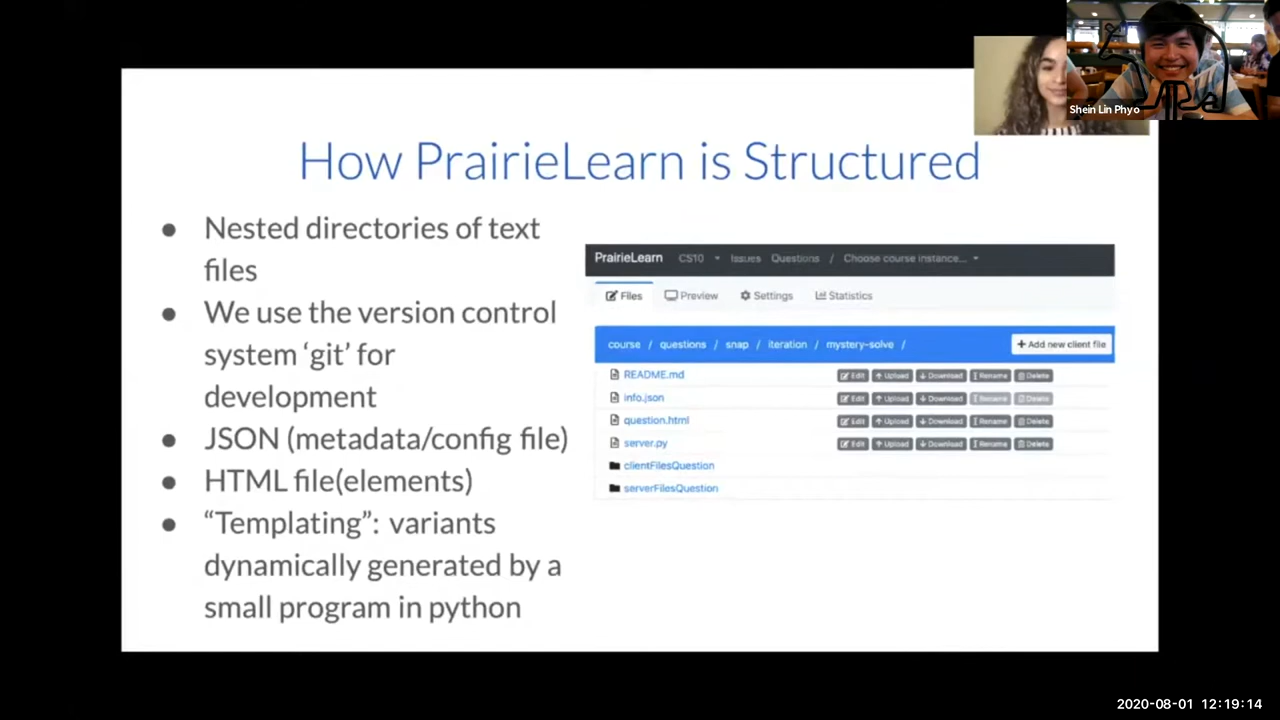 Shein Lin Phyo
How PrairieLearn is Structured
● Nested directories of text
files
● We use the version control
system ‘git’ for
development
● JSON (metadata/config file)
● HTML file(elements)
● “Templating”: variants
dynamically generated by a
small program in python
PrairieLearn CS10 Issues Questions / Choose course instance...
Files Preview Settings Statistics
course / questions / snap / iteration / mystery-solve / + Add new client file
README.md Edit Upload Download Rename Delete
info.json Edit Upload Download Rename Delete
question.html Edit Upload Download Rename Delete
server.py Edit Upload Download Rename Delete
clientFilesQuestion
serverFilesQuestion
2020-08-01 12:19:14